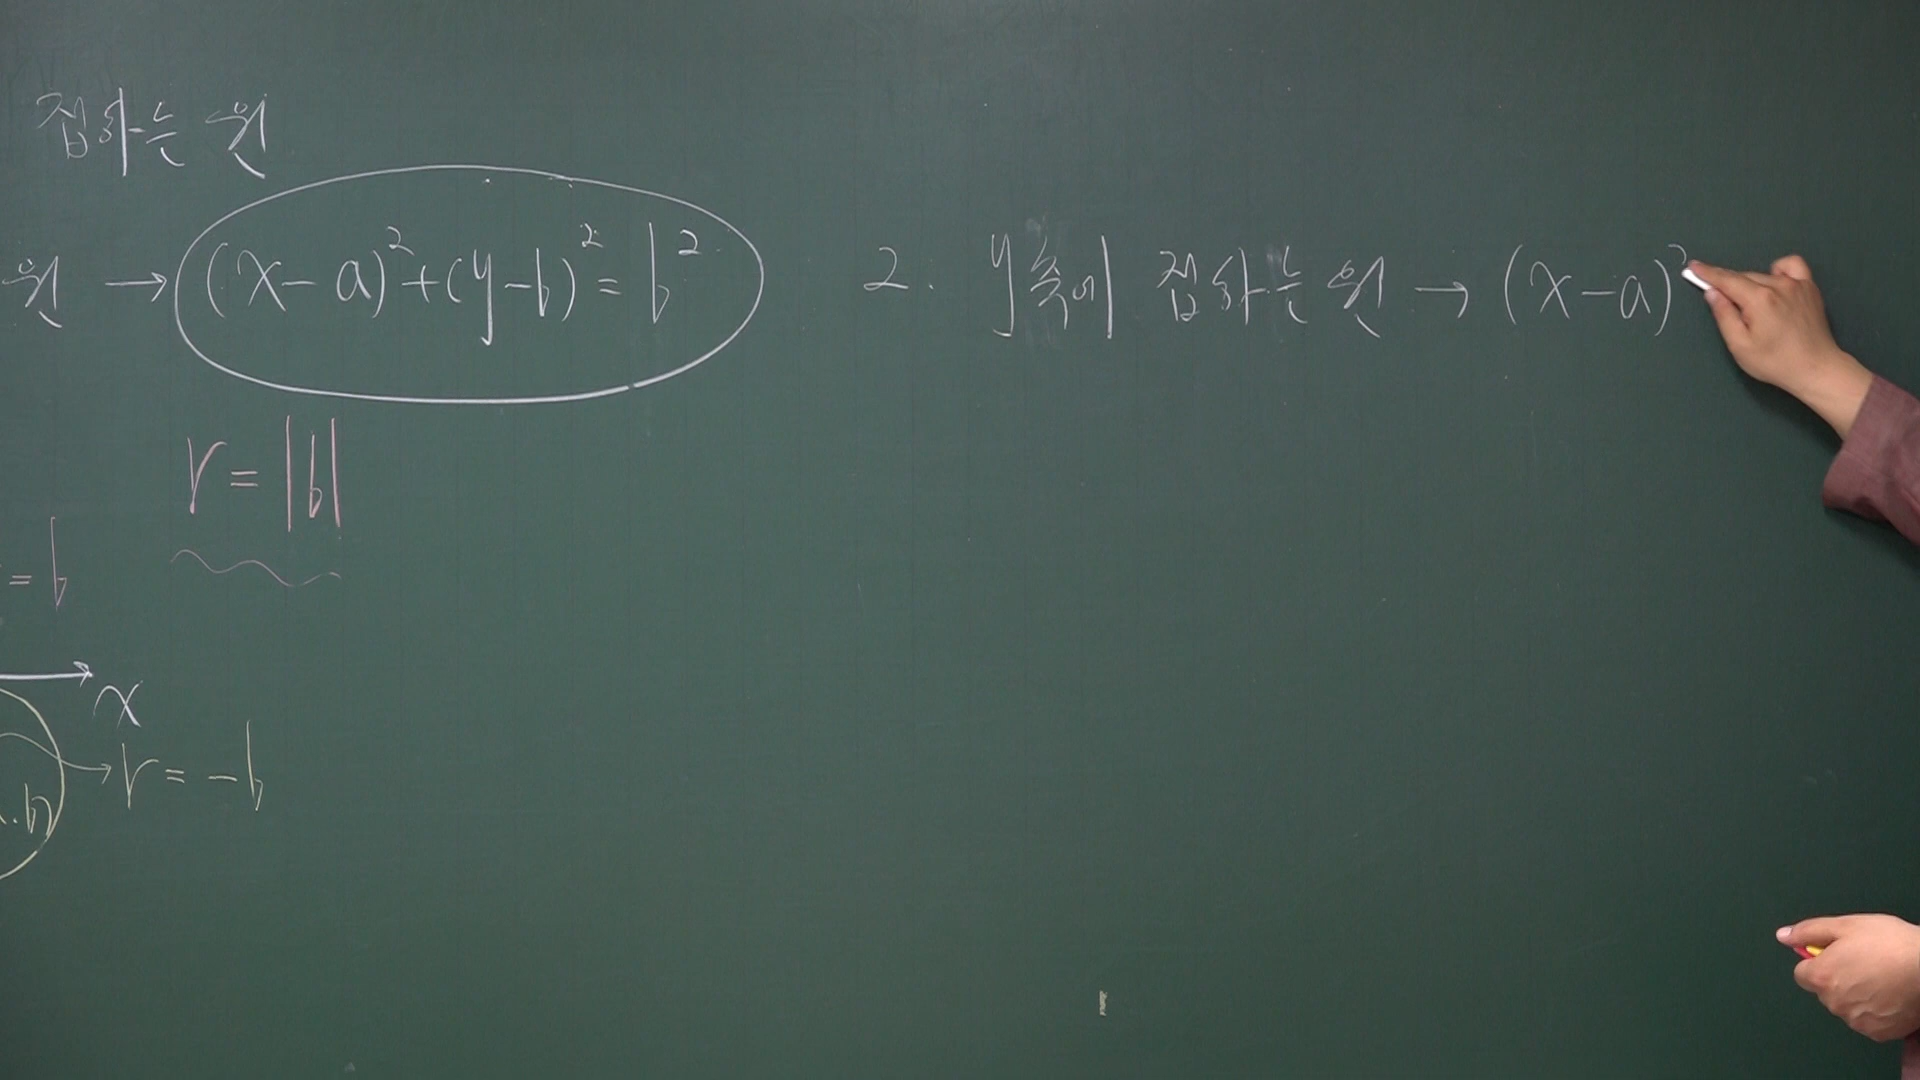 접하는 원
원 → (x-a)²+(y-b)²=b²
r=|b|
=b
x
r=-b
.b)
2. y축에 접하는 원 → (x-a)²